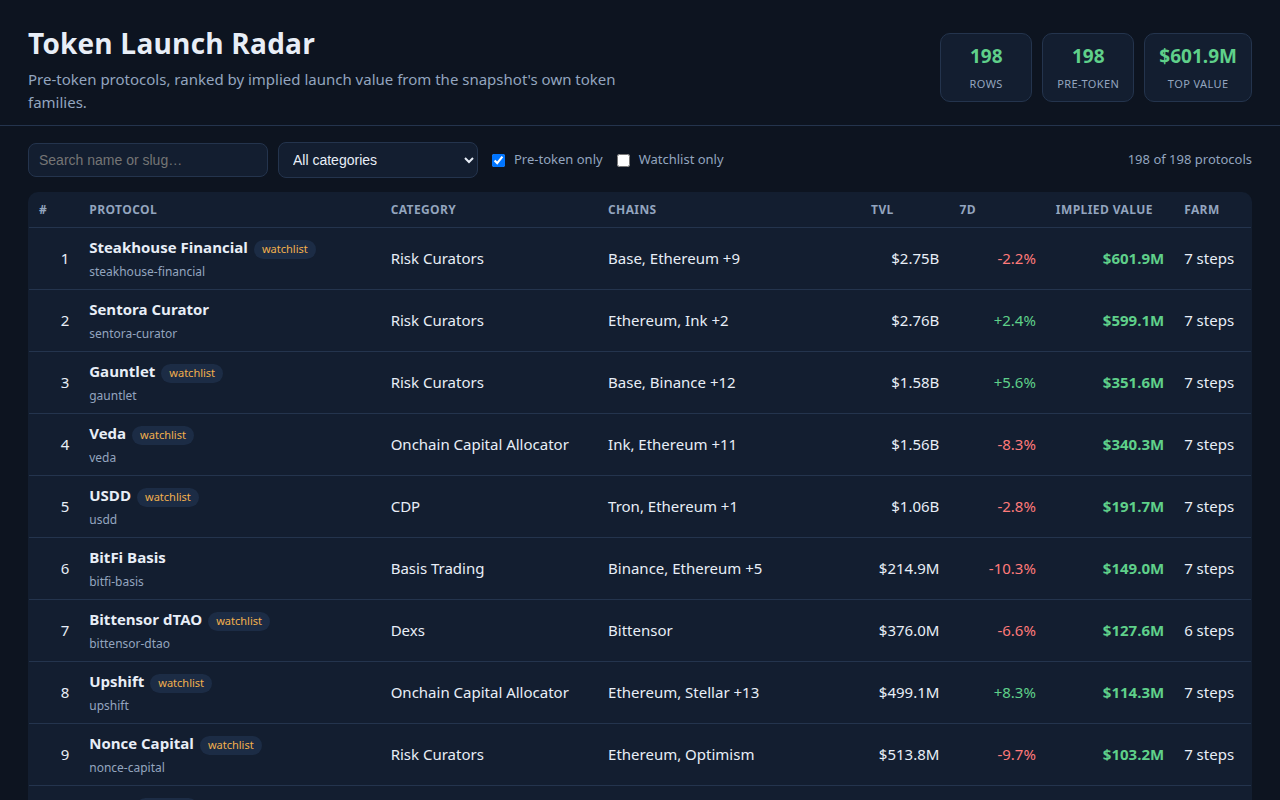 Token Launch Radar
Pre-token protocols, ranked by implied launch value from the snapshot's own token
families.
198
ROWS
198
PRE-TOKEN
$601.9M
TOP VALUE
Search name or slug…
All categories
Pre-token only
Watchlist only
198 of 198 protocols
# PROTOCOL CATEGORY CHAINS TVL 7D IMPLIED VALUE FARM
1 Steakhouse Financial watchlist Risk Curators Base, Ethereum +9 $2.75B -2.2% $601.9M 7 steps
steakhouse-financial
2 Sentora Curator Risk Curators Ethereum, Ink +2 $2.76B +2.4% $599.1M 7 steps
sentora-curator
3 Gauntlet watchlist Risk Curators Base, Binance +12 $1.58B +5.6% $351.6M 7 steps
gauntlet
4 Veda watchlist Onchain Capital Allocator Ink, Ethereum +11 $1.56B -8.3% $340.3M 7 steps
veda
5 USDD watchlist CDP Tron, Ethereum +1 $1.06B -2.8% $191.7M 7 steps
usdd
6 BitFi Basis Basis Trading Binance, Ethereum +5 $214.9M -10.3% $149.0M 7 steps
bitfi-basis
7 Bittensor dTAO watchlist Dexs Bittensor $376.0M -6.6% $127.6M 6 steps
bittensor-dtao
8 Upshift watchlist Onchain Capital Allocator Ethereum, Stellar +13 $499.1M +8.3% $114.3M 7 steps
upshift
9 Nonce Capital watchlist Risk Curators Ethereum, Optimism $513.8M -9.7% $103.2M 7 steps
nonce-capital